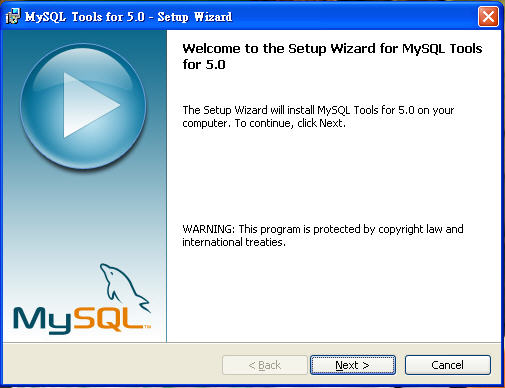 MySQL Tools for 5.0 - Setup Wizard
Welcome to the Setup Wizard for MySQL Tools
for 5.0
The Setup Wizard will install MySQL Tools for 5.0 on your
computer. To continue, click Next.
WARNING: This program is protected by copyright law and
international treaties.
MySQL™
< Back
Next >
Cancel